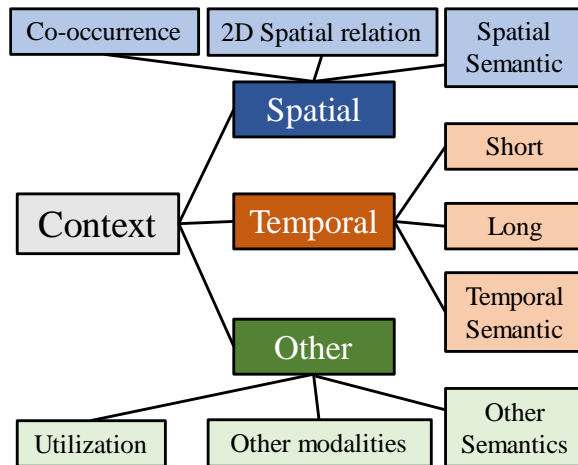 Co-occurrence
2D Spatial relation
Spatial
Semantic
Spatial
Short
Context
Temporal
Long
Temporal
Semantic
Other
Utilization
Other modalities
Other
Semantics